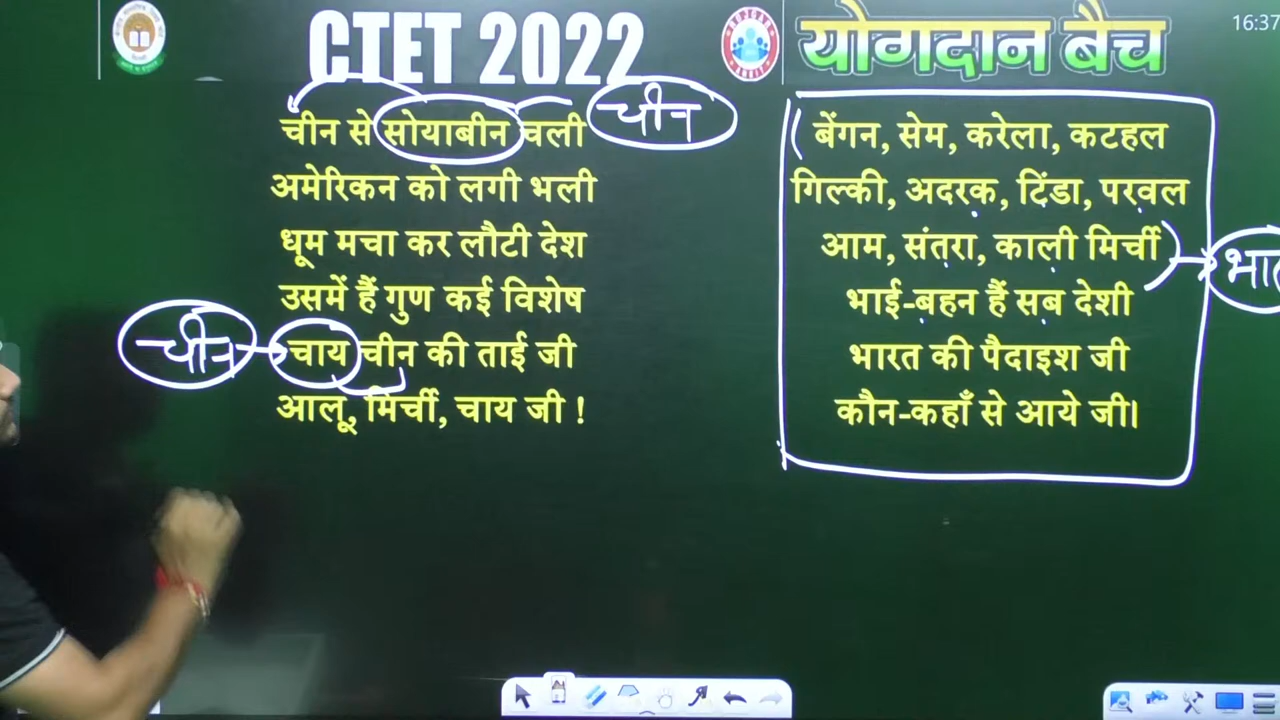 CTET 2022
योगदान बैच
16:37
चीन से सोयाबीन चली
चीन
अमेरिकन को लगी भली
धूम मचा कर लौटी देश
उसमें हैं गुण कई विशेष
चीन
चाय चीन की ताई जी
आलू, मिर्ची, चाय जी !
बेंगन, सेम, करेला, कटहल
गिल्की, अदरक, टिंडा, परवल
आम, संतरा, काली मिर्ची
भाई-बहन हैं सब देशी
भारत की पैदाइश जी
कौन-कहाँ से आये जी।